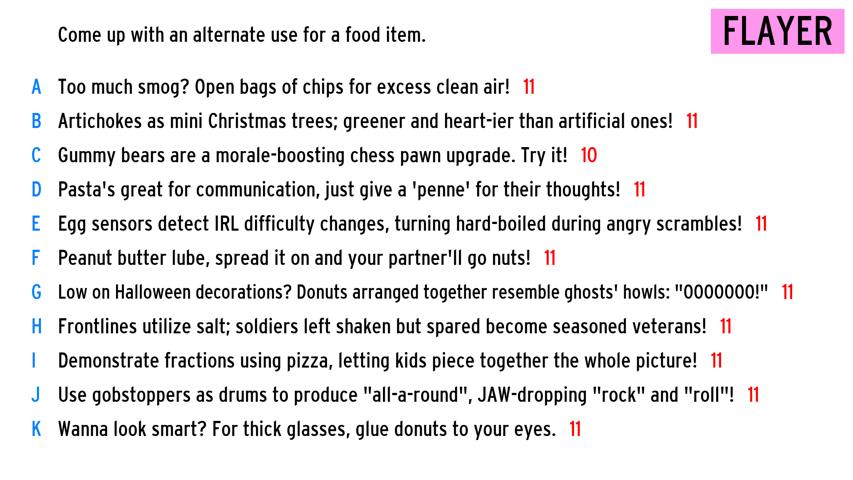 Come up with an alternate use for a food item.
FLAYER
A Too much smog? Open bags of chips for excess clean air! 11
B Artichokes as mini Christmas trees; greener and heart-ier than artificial ones! 11
C Gummy bears are a morale-boosting chess pawn upgrade. Try it! 10
D Pasta's great for communication, just give a 'penne' for their thoughts! 11
E Egg sensors detect IRL difficulty changes, turning hard-boiled during angry scrambles! 11
F Peanut butter lube, spread it on and your partner'll go nuts! 11
G Low on Halloween decorations? Donuts arranged together resemble ghosts' howls: "OOOOOOO!" 11
H Frontlines utilize salt; soldiers left shaken but spared become seasoned veterans! 11
I Demonstrate fractions using pizza, letting kids piece together the whole picture! 11
J Use gobstoppers as drums to produce "all-a-round", JAW-dropping "rock" and "roll"! 11
K Wanna look smart? For thick glasses, glue donuts to your eyes. 11